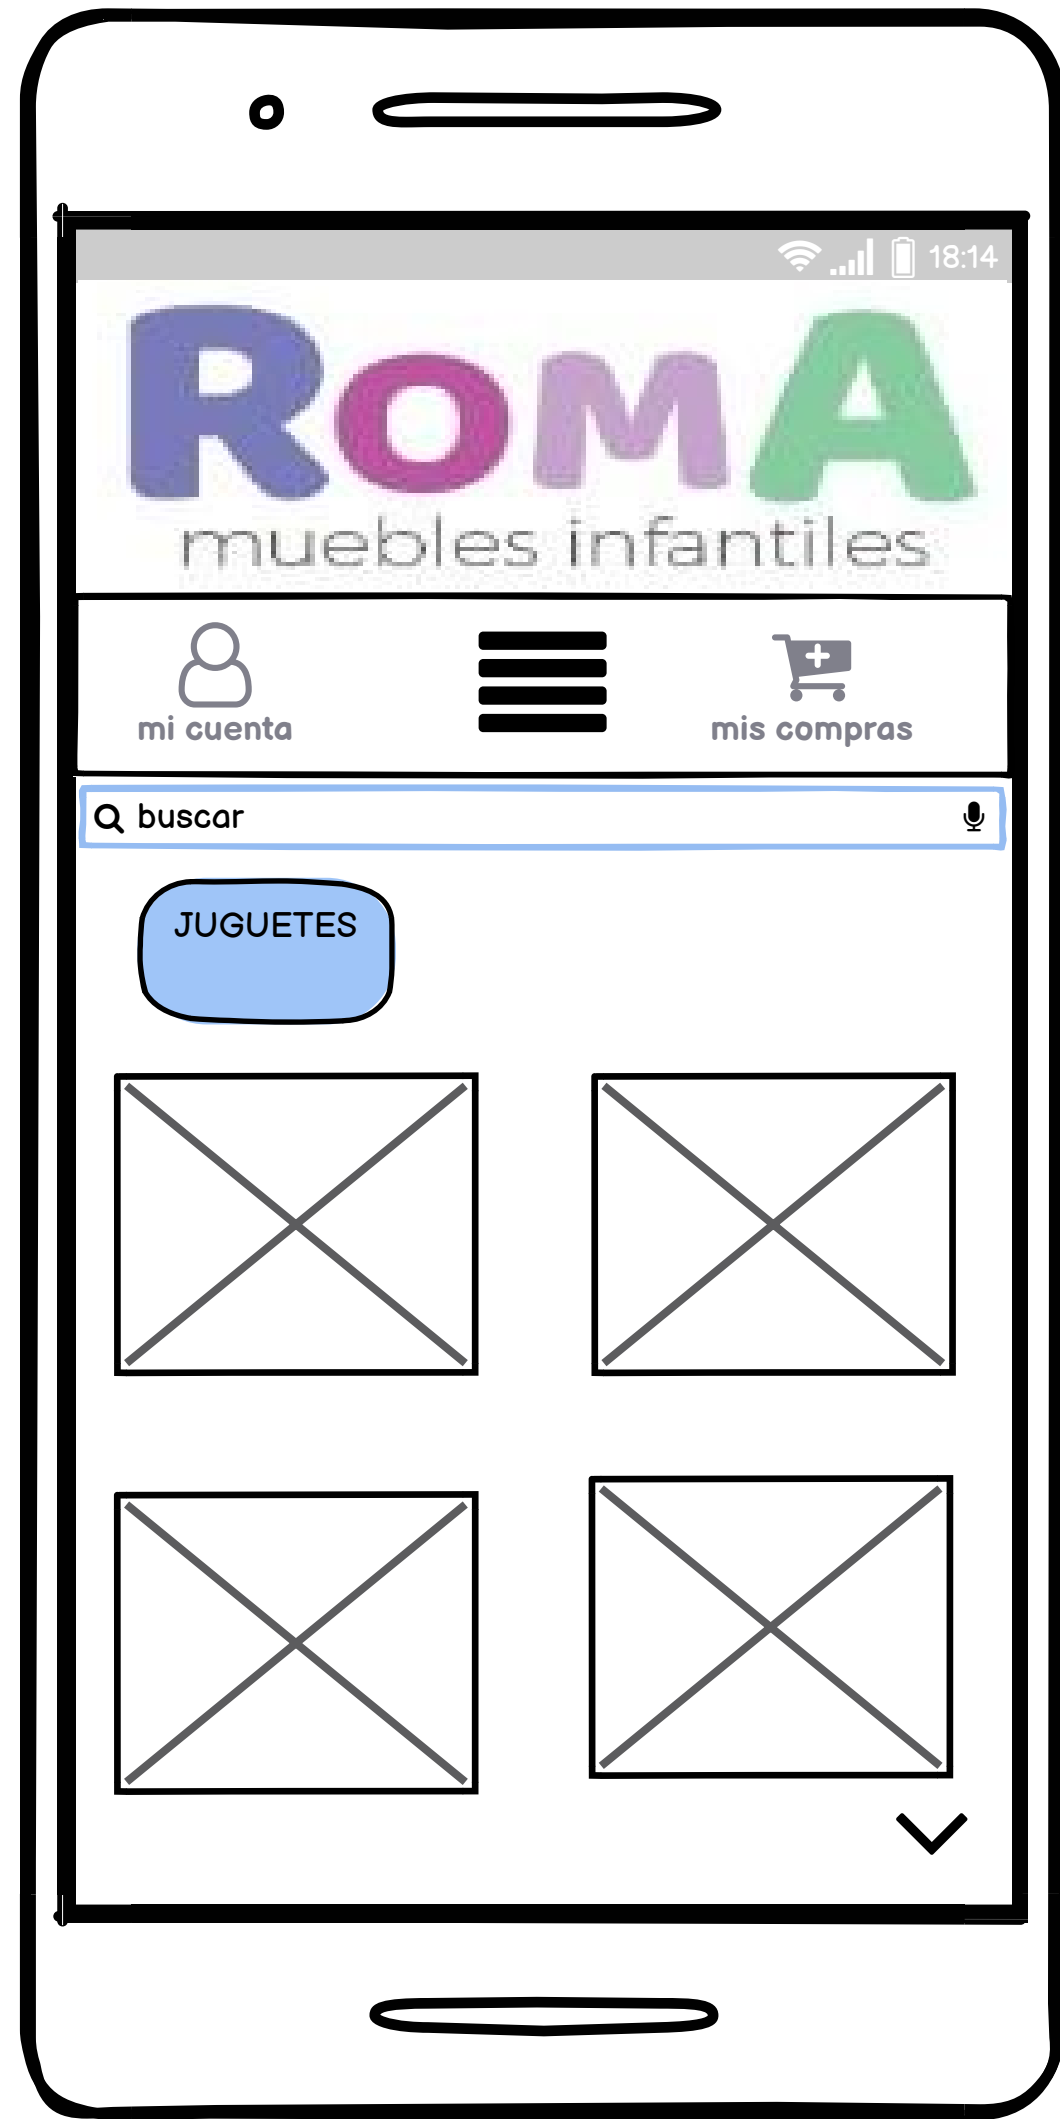 18:14
RomA
muebles infantiles
mi cuenta
mis compras
buscar
JUGUETES